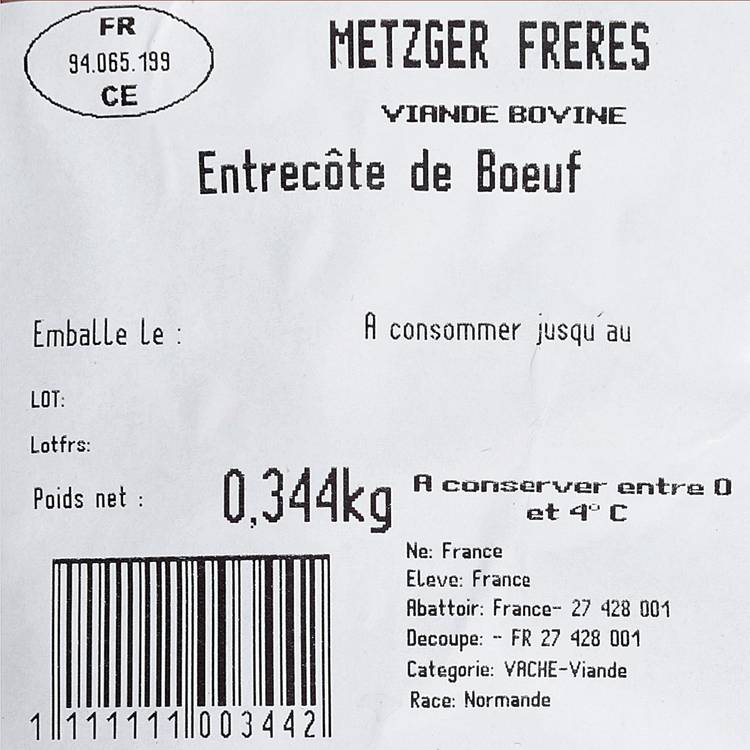 FR
94.065.199
CE
METZGER FRERES
VIANDE BOVINE
Entrecôte de Boeuf
Emballe le :
A consommer jusqu'au
LOT:
Lotfrs:
Poids net : 0,344kg
A conserver entre 0
et 4° C
Ne: France
Eleve: France
Abattoir: France- 27 428 001
Decoupe: - FR 27 428 001
Categorie: VACHE-Viande
Race: Normande
1 111111 003442